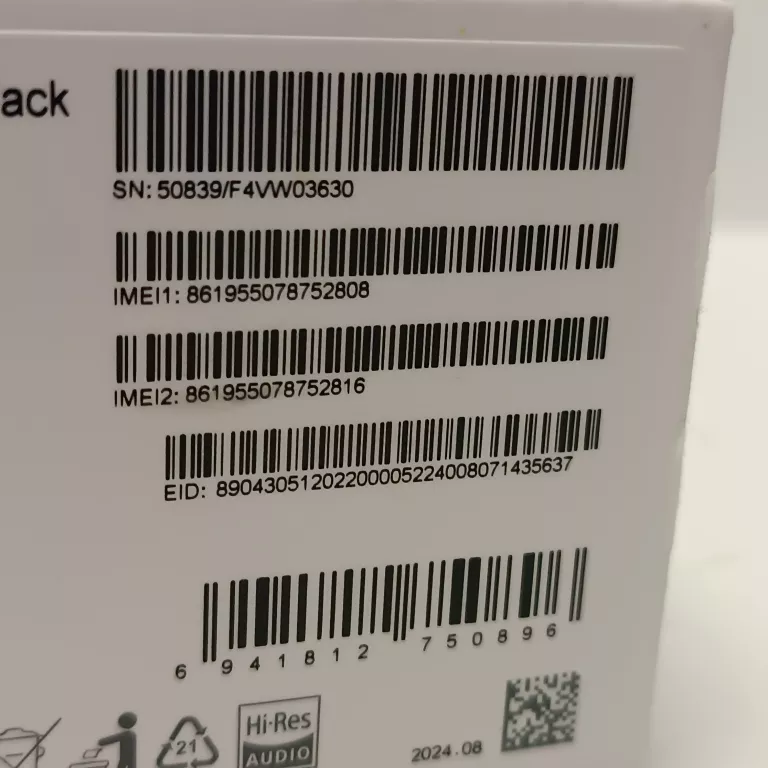 ack
SN: 50839/F4VW03630
IMEI1: 861955078752808
IMEI2: 861955078752816
EID: 89043051202200005224008071435637
6 941812 750896
21
Hi-Res
AUDIO
2024.08